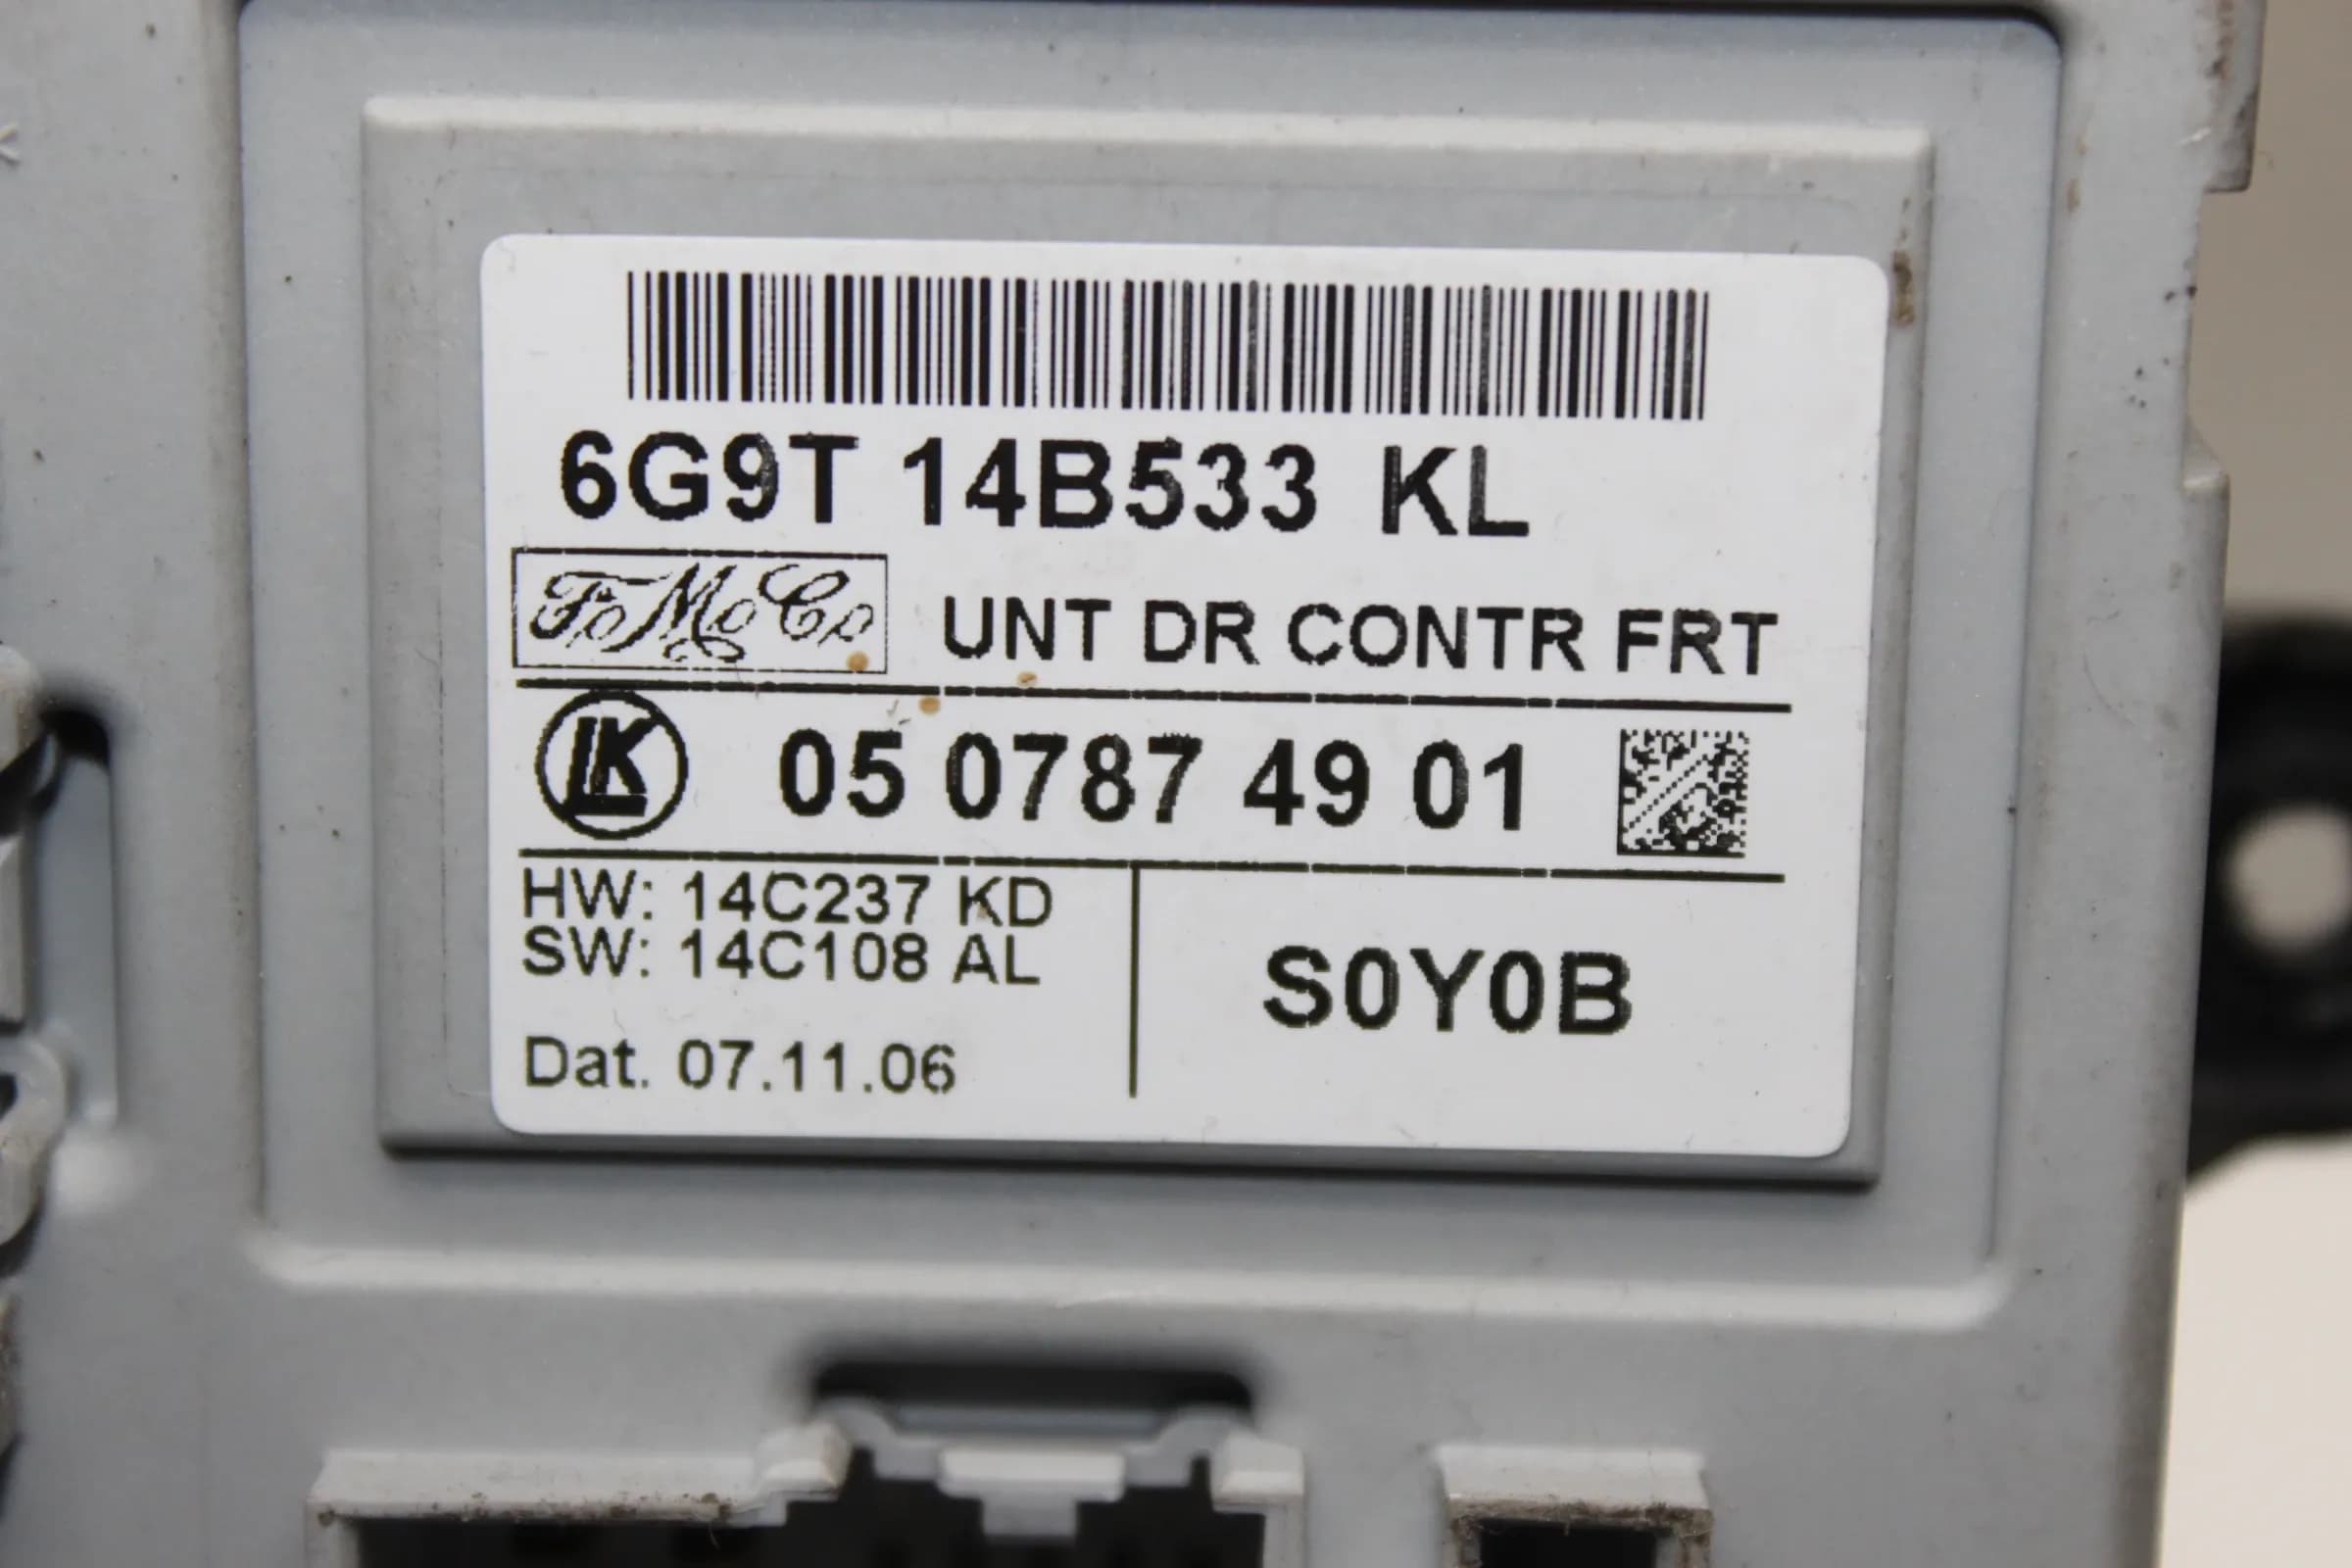 6G9T 14B533 KL
FoMoCo UNT DR CONTR FRT
LK 05 0787 49 01
HW: 14C237 KD
SW: 14C108 AL
S0Y0B
Dat. 07.11.06